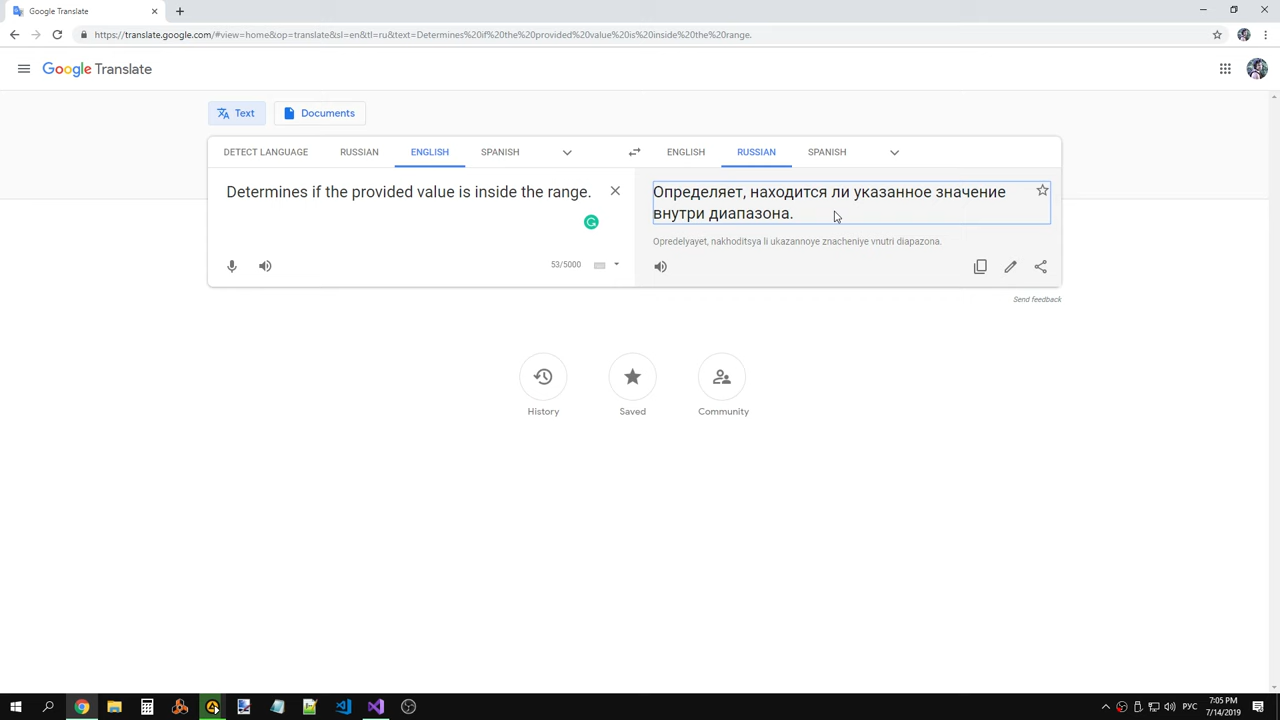 Google Translate
https://translate.google.com/#view=home&op=translate&sl=en&tl=ru&text=Determines%20if%20the%20provided%20value%20is%20inside%20the%20range.
Google Translate
Text
Documents
DETECT LANGUAGE RUSSIAN ENGLISH SPANISH
ENGLISH RUSSIAN SPANISH
Determines if the provided value is inside the range.
53/5000
Определяет, находится ли указанное значение
внутри диапазона.
Opredelyayet, nakhoditsya li ukazannoye znacheniye vnutri diapazona.
Send feedback
History
Saved
Community
РУС
7:05 PM
7/14/2019